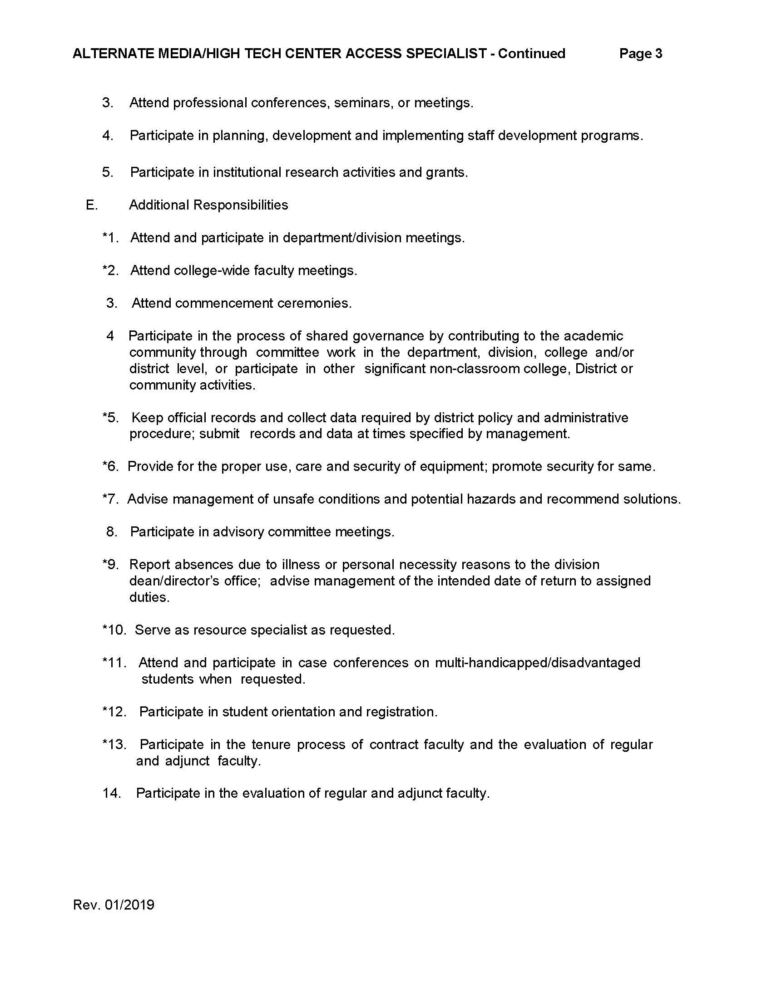 ALTERNATE MEDIA/HIGH TECH CENTER ACCESS SPECIALIST - Continued Page 3
3. Attend professional conferences, seminars, or meetings.
4. Participate in planning, development and implementing staff development programs.
5. Participate in institutional research activities and grants.
E. Additional Responsibilities
*1. Attend and participate in department/division meetings.
*2. Attend college-wide faculty meetings.
3. Attend commencement ceremonies.
4 Participate in the process of shared governance by contributing to the academic
community through committee work in the department, division, college and/or
district level, or participate in other significant non-classroom college, District or
community activities.
*5. Keep official records and collect data required by district policy and administrative
procedure; submit records and data at times specified by management.
*6. Provide for the proper use, care and security of equipment; promote security for same.
*7. Advise management of unsafe conditions and potential hazards and recommend solutions.
8. Participate in advisory committee meetings.
*9. Report absences due to illness or personal necessity reasons to the division
dean/director’s office; advise management of the intended date of return to assigned
duties.
*10. Serve as resource specialist as requested.
*11. Attend and participate in case conferences on multi-handicapped/disadvantaged
students when requested.
*12. Participate in student orientation and registration.
*13. Participate in the tenure process of contract faculty and the evaluation of regular
and adjunct faculty.
14. Participate in the evaluation of regular and adjunct faculty.
Rev. 01/2019